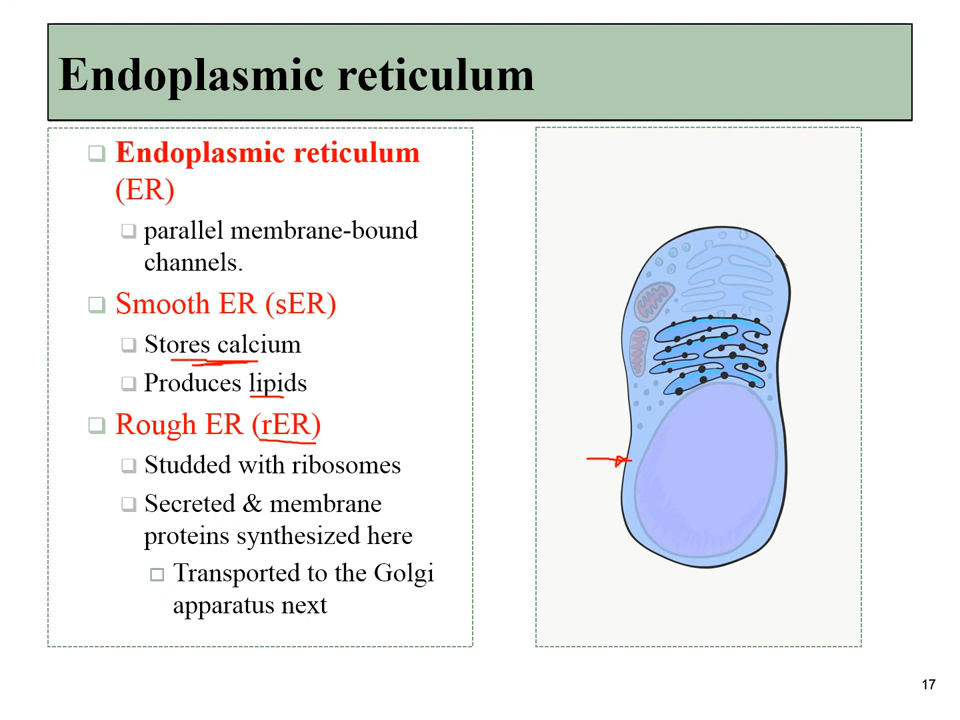 Endoplasmic reticulum
Endoplasmic reticulum
(ER)
parallel membrane-bound
channels.
Smooth ER (sER)
Stores calcium
Produces lipids
Rough ER (rER)
Studded with ribosomes
Secreted & membrane
proteins synthesized here
Transported to the Golgi
apparatus next
17